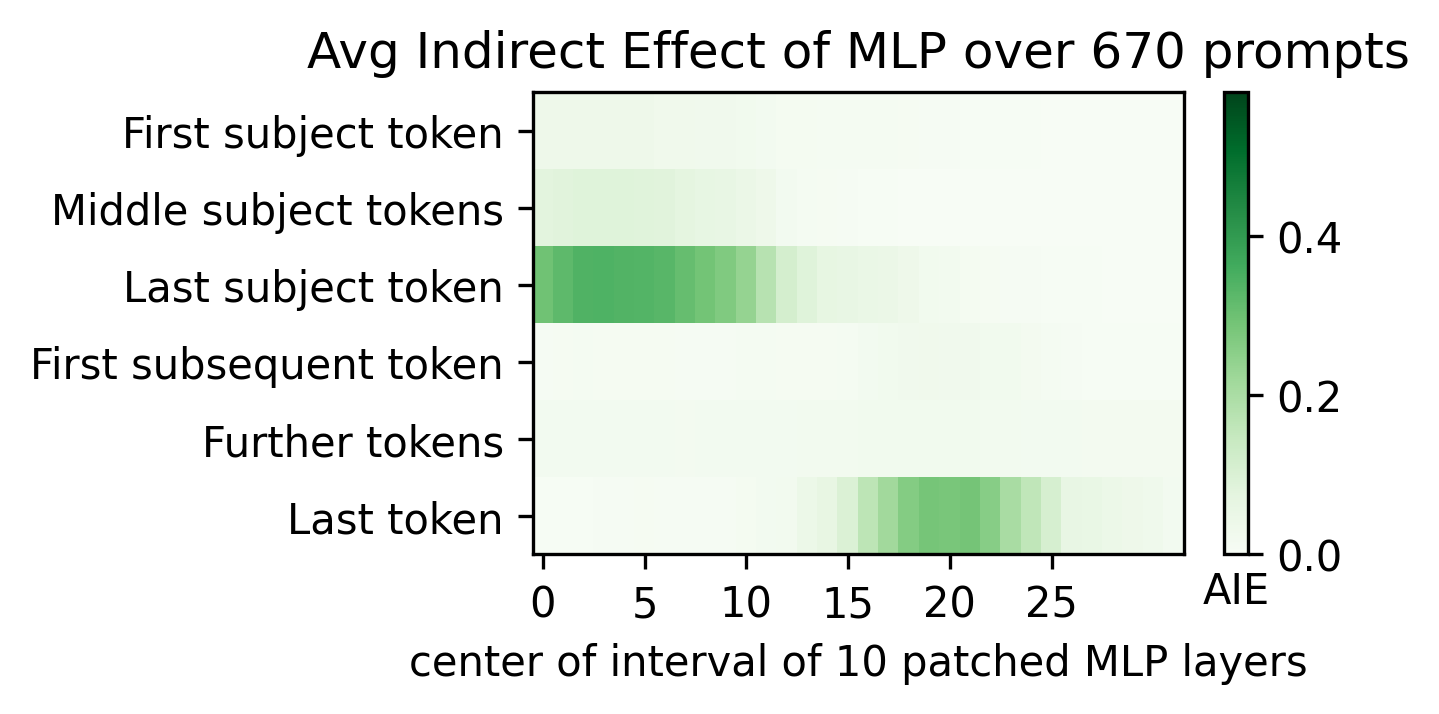 Avg Indirect Effect of MLP over 670 prompts
First subject token
Middle subject tokens
Last subject token
First subsequent token
Further tokens
Last token
0 5 10 15 20 25
center of interval of 10 patched MLP layers
0.4
0.2
0.0
AIE